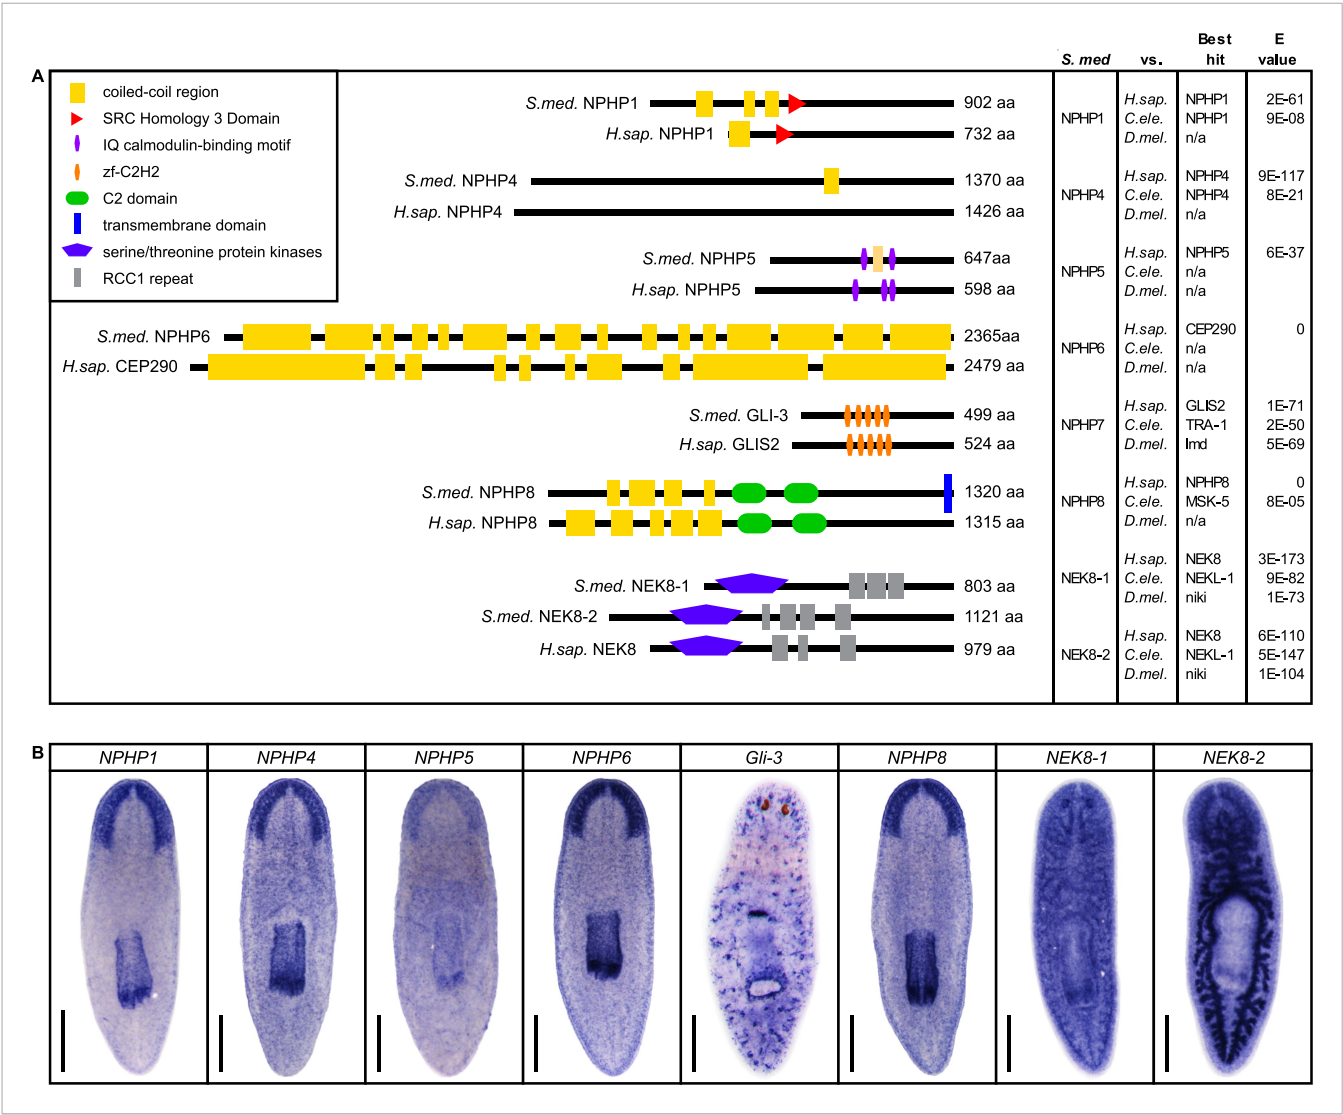 A
coiled-coil region
SRC Homology 3 Domain
IQ calmodulin-binding motif
zf-C2H2
C2 domain
transmembrane domain
serine/threonine protein kinases
RCC1 repeat
S.med. NPHP1 902 aa
H.sap. NPHP1 732 aa
S.med. NPHP4 1370 aa
H.sap. NPHP4 1426 aa
S.med. NPHP5 647aa
H.sap. NPHP5 598 aa
S.med. NPHP6 2365aa
H.sap. CEP290 2479 aa
S.med. GLI-3 499 aa
H.sap. GLIS2 524 aa
S.med. NPHP8 1320 aa
H.sap. NPHP8 1315 aa
S.med. NEK8-1 803 aa
S.med. NEK8-2 1121 aa
H.sap. NEK8 979 aa
S. med vs. Best hit E value
NPHP1
H.sap. NPHP1 2E-61
C.ele. NPHP1 9E-08
D.mel. n/a
NPHP4
H.sap. NPHP4 9E-117
C.ele. NPHP4 8E-21
D.mel. n/a
NPHP5
H.sap. NPHP5 6E-37
C.ele. n/a
D.mel. n/a
NPHP6
H.sap. CEP290 0
C.ele. n/a
D.mel. n/a
NPHP7
H.sap. GLIS2 1E-71
C.ele. TRA-1 2E-50
D.mel. lmd 5E-69
NPHP8
H.sap. NPHP8 0
C.ele. MSK-5 8E-05
D.mel. n/a
NEK8-1
H.sap. NEK8 3E-173
C.ele. NEKL-1 9E-82
D.mel. niki 1E-73
NEK8-2
H.sap. NEK8 6E-110
C.ele. NEKL-1 5E-147
D.mel. niki 1E-104
B
NPHP1 NPHP4 NPHP5 NPHP6 Gli-3 NPHP8 NEK8-1 NEK8-2